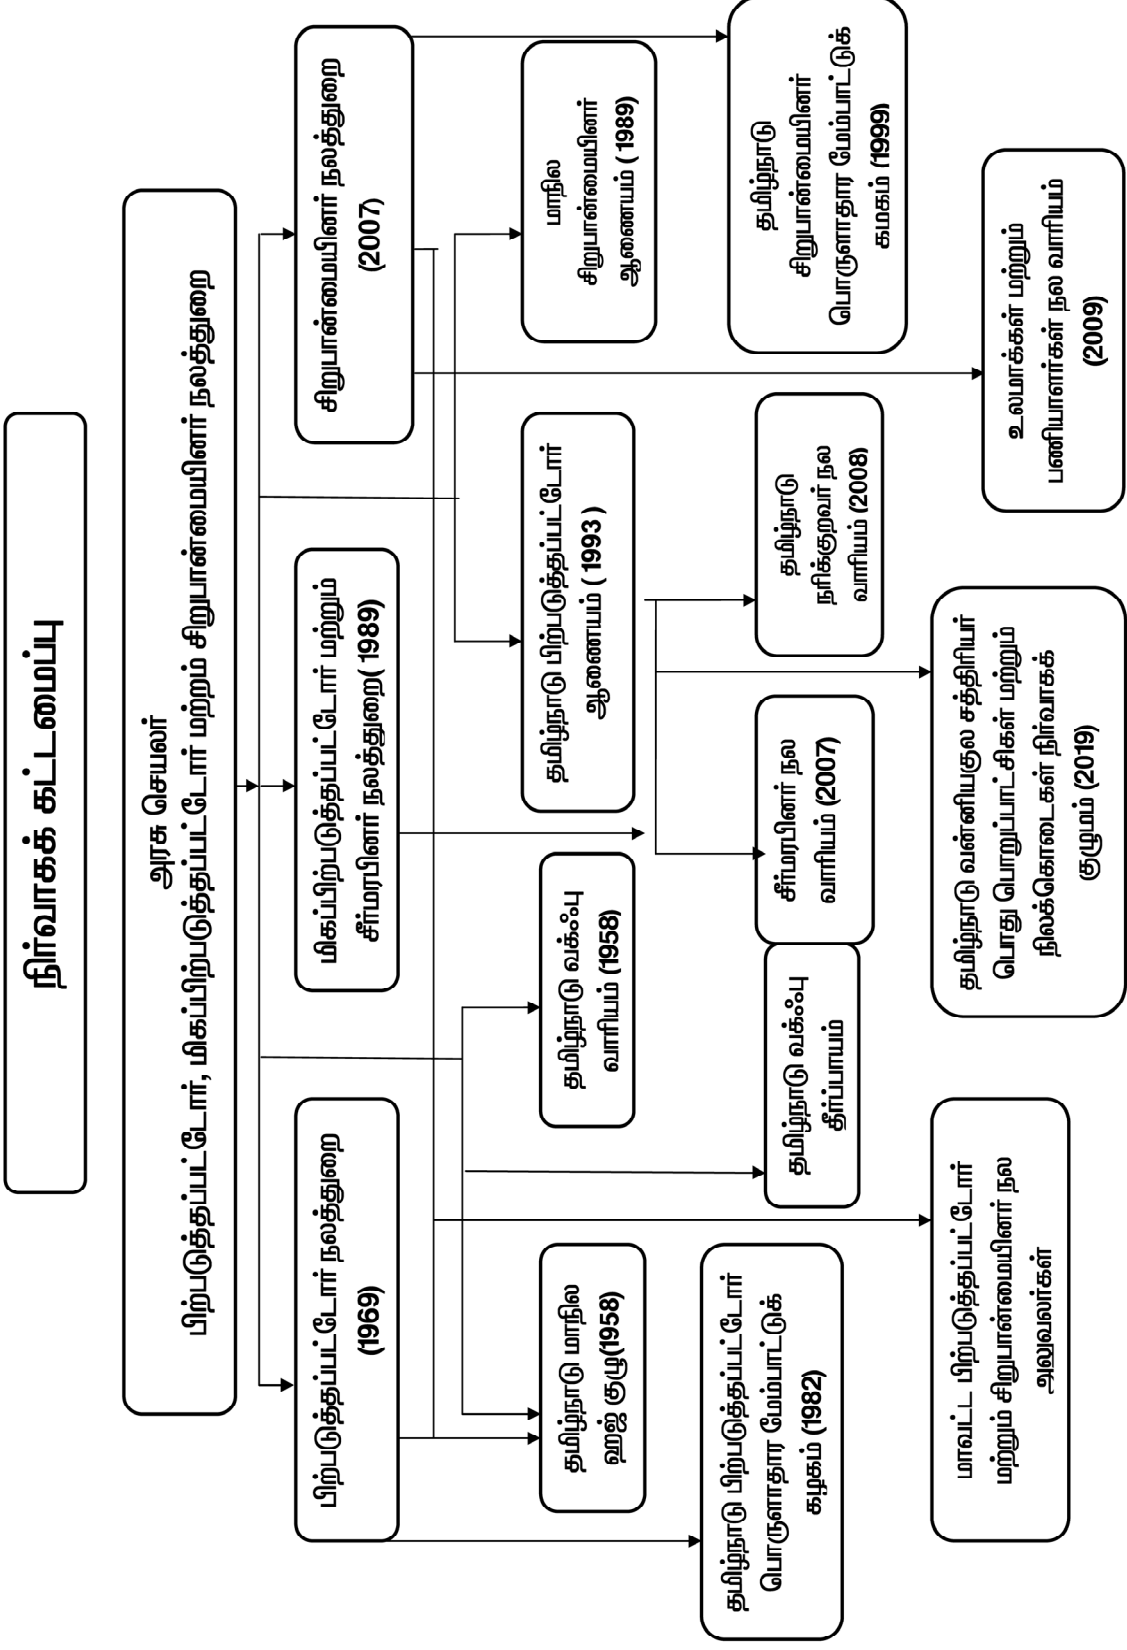 நிர்வாகக் கட்டமைப்பு
அரசு செயலர்
பிற்படுத்தப்பட்டோர், மிகப்பிற்படுத்தப்பட்டோர் மற்றும் சிறுபான்மையினர் நலத்துறை
பிற்படுத்தப்பட்டோர் நலத்துறை
(1969)
மிகப்பிற்படுத்தப்பட்டோர் மற்றும்
சீர்மரபினர் நலத்துறை( 1989)
சிறுபான்மையினர் நலத்துறை
(2007)
தமிழ்நாடு மாநில
ஹஜ் குழு(1958)
தமிழ்நாடு வக்ஃபு
வாரியம் (1958)
தமிழ்நாடு பிற்படுத்தப்பட்டோர்
ஆணையம் ( 1993 )
மாநில
சிறுபான்மையினர்
ஆணையம் ( 1989)
தமிழ்நாடு பிற்படுத்தப்பட்டோர்
பொருளாதார மேம்பாட்டுக்
கழகம் (1982)
தமிழ்நாடு வக்ஃபு
தீர்ப்பாயம்
சீர்மரபினர் நல
வாரியம் (2007)
தமிழ்நாடு
நரிக்குறவர் நல
வாரியம் (2008)
தமிழ்நாடு
சிறுபான்மையினர்
பொருளாதார மேம்பாட்டுக்
கமகம் (1999)
மாவட்ட பிற்படுத்தப்பட்டோர்
மற்றும் சிறுபான்மையினர் நல
அலுவலர்கள்
தமிழ்நாடு வன்னியகுல சத்திரியா
பொது பொறுப்பாட்சிகள் மற்றும்
நிலக்கொடைகள் நிர்வாகக்
குழுமம் (2019)
உலமாக்கள் மற்றும்
பணியாளர்கள் நல வாரியம்
(2009)